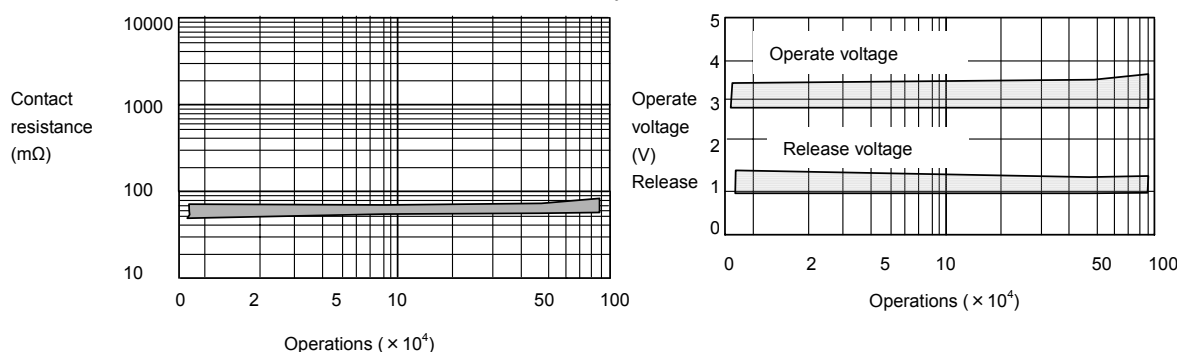 10000
1000
100
10
Contact
resistance
(mΩ)
0 2 5 10 50 100
Operations ( × 10⁴)
5
4
3
2
1
0
Operate
voltage
(V)
Release
Operate voltage
Release voltage
0 2 5 10 50 100
Operations ( × 10⁴)